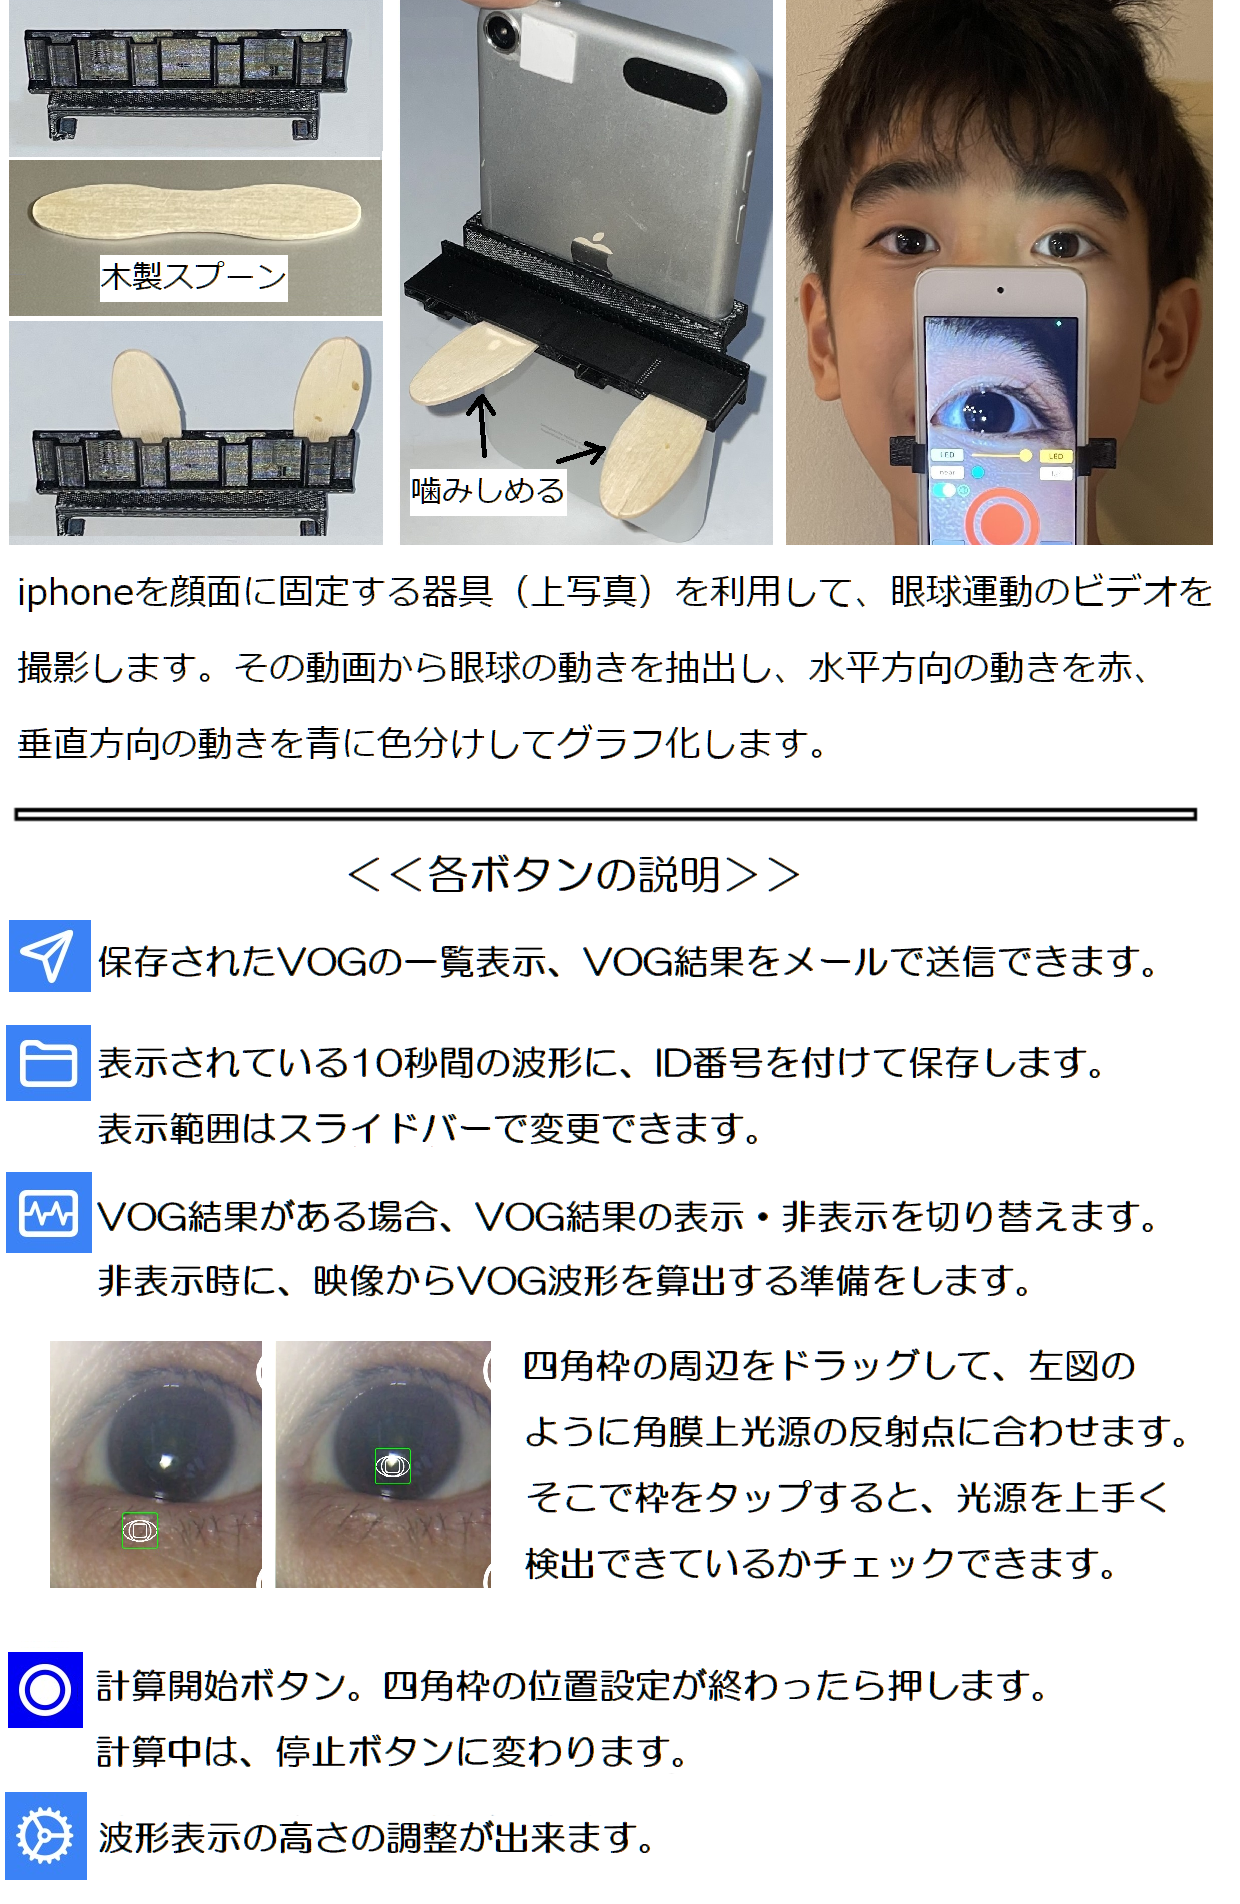 木製スプーン
噛みしめる
LED
LED
iphoneを顔面に固定する器具（上写真）を利用して、眼球運動のビデオを
撮影します。その動画から眼球の動きを抽出し、水平方向の動きを赤、
垂直方向の動きを青に色分けしてグラフ化します。
＜＜各ボタンの説明＞＞
保存されたVOGの一覧表示、VOG結果をメールで送信できます。
表示されている10秒間の波形に、ID番号を付けて保存します。
表示範囲はスライドバーで変更できます。
VOG結果がある場合、VOG結果の表示・非表示を切り替えます。
非表示時に、映像からVOG波形を算出する準備をします。
四角枠の周辺をドラッグして、左図の
ように角膜上光源の反射点に合わせます。
そこで枠をタップすると、光源を上手く
検出できているかチェックできます。
計算開始ボタン。四角枠の位置設定が終わったら押します。
計算中は、停止ボタンに変わります。
波形表示の高さの調整が出来ます。